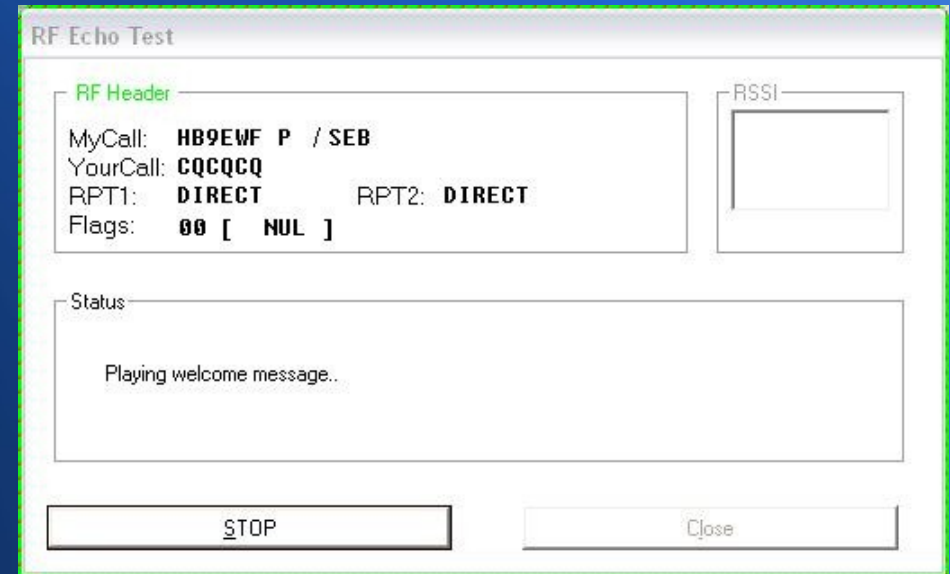 RF Echo Test
RF Header
MyCall: HB9EWF P /SEB
YourCall: CQCQCQ
RPT1: DIRECT RPT2: DIRECT
Flags: 00 [ NUL ]
RSSI
Status
Playing welcome message..
STOP Close